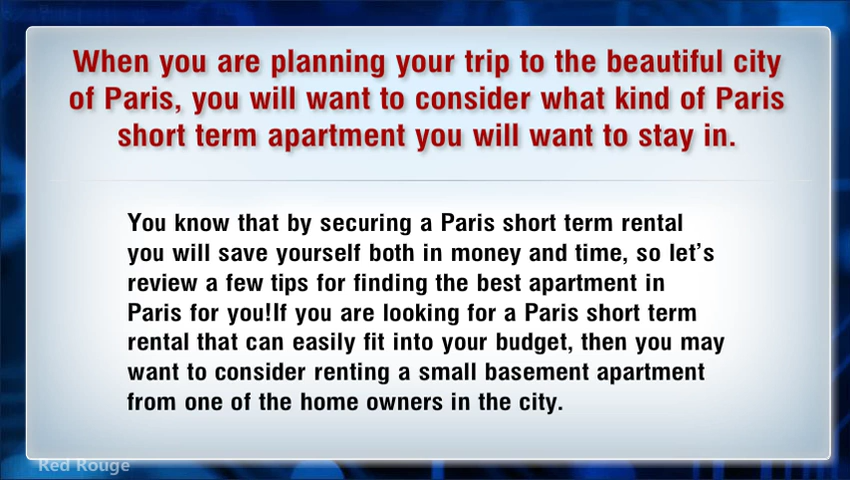 When you are planning your trip to the beautiful city
of Paris, you will want to consider what kind of Paris
short term apartment you will want to stay in.
You know that by securing a Paris short term rental
you will save yourself both in money and time, so let's
review a few tips for finding the best apartment in
Paris for you!If you are looking for a Paris short term
rental that can easily fit into your budget, then you may
want to consider renting a small basement apartment
from one of the home owners in the city.
Red Rouge